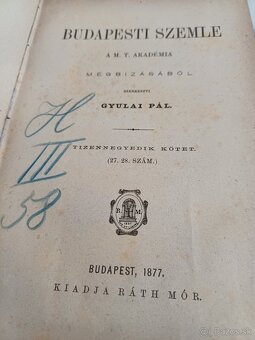 BUDAPESTI SZEMLE
A M. T. AKADÉMIA
MEGBIZÁSÁBÓL
SZERKESZTI
GYULAI PÁL.
TIZENNEGYEDIK KÖTET.
(27. 28. SZÁM.)
H
III
58
R. M.
BUDAPEST, 1877.
KIADJA RÁTH MÓR.